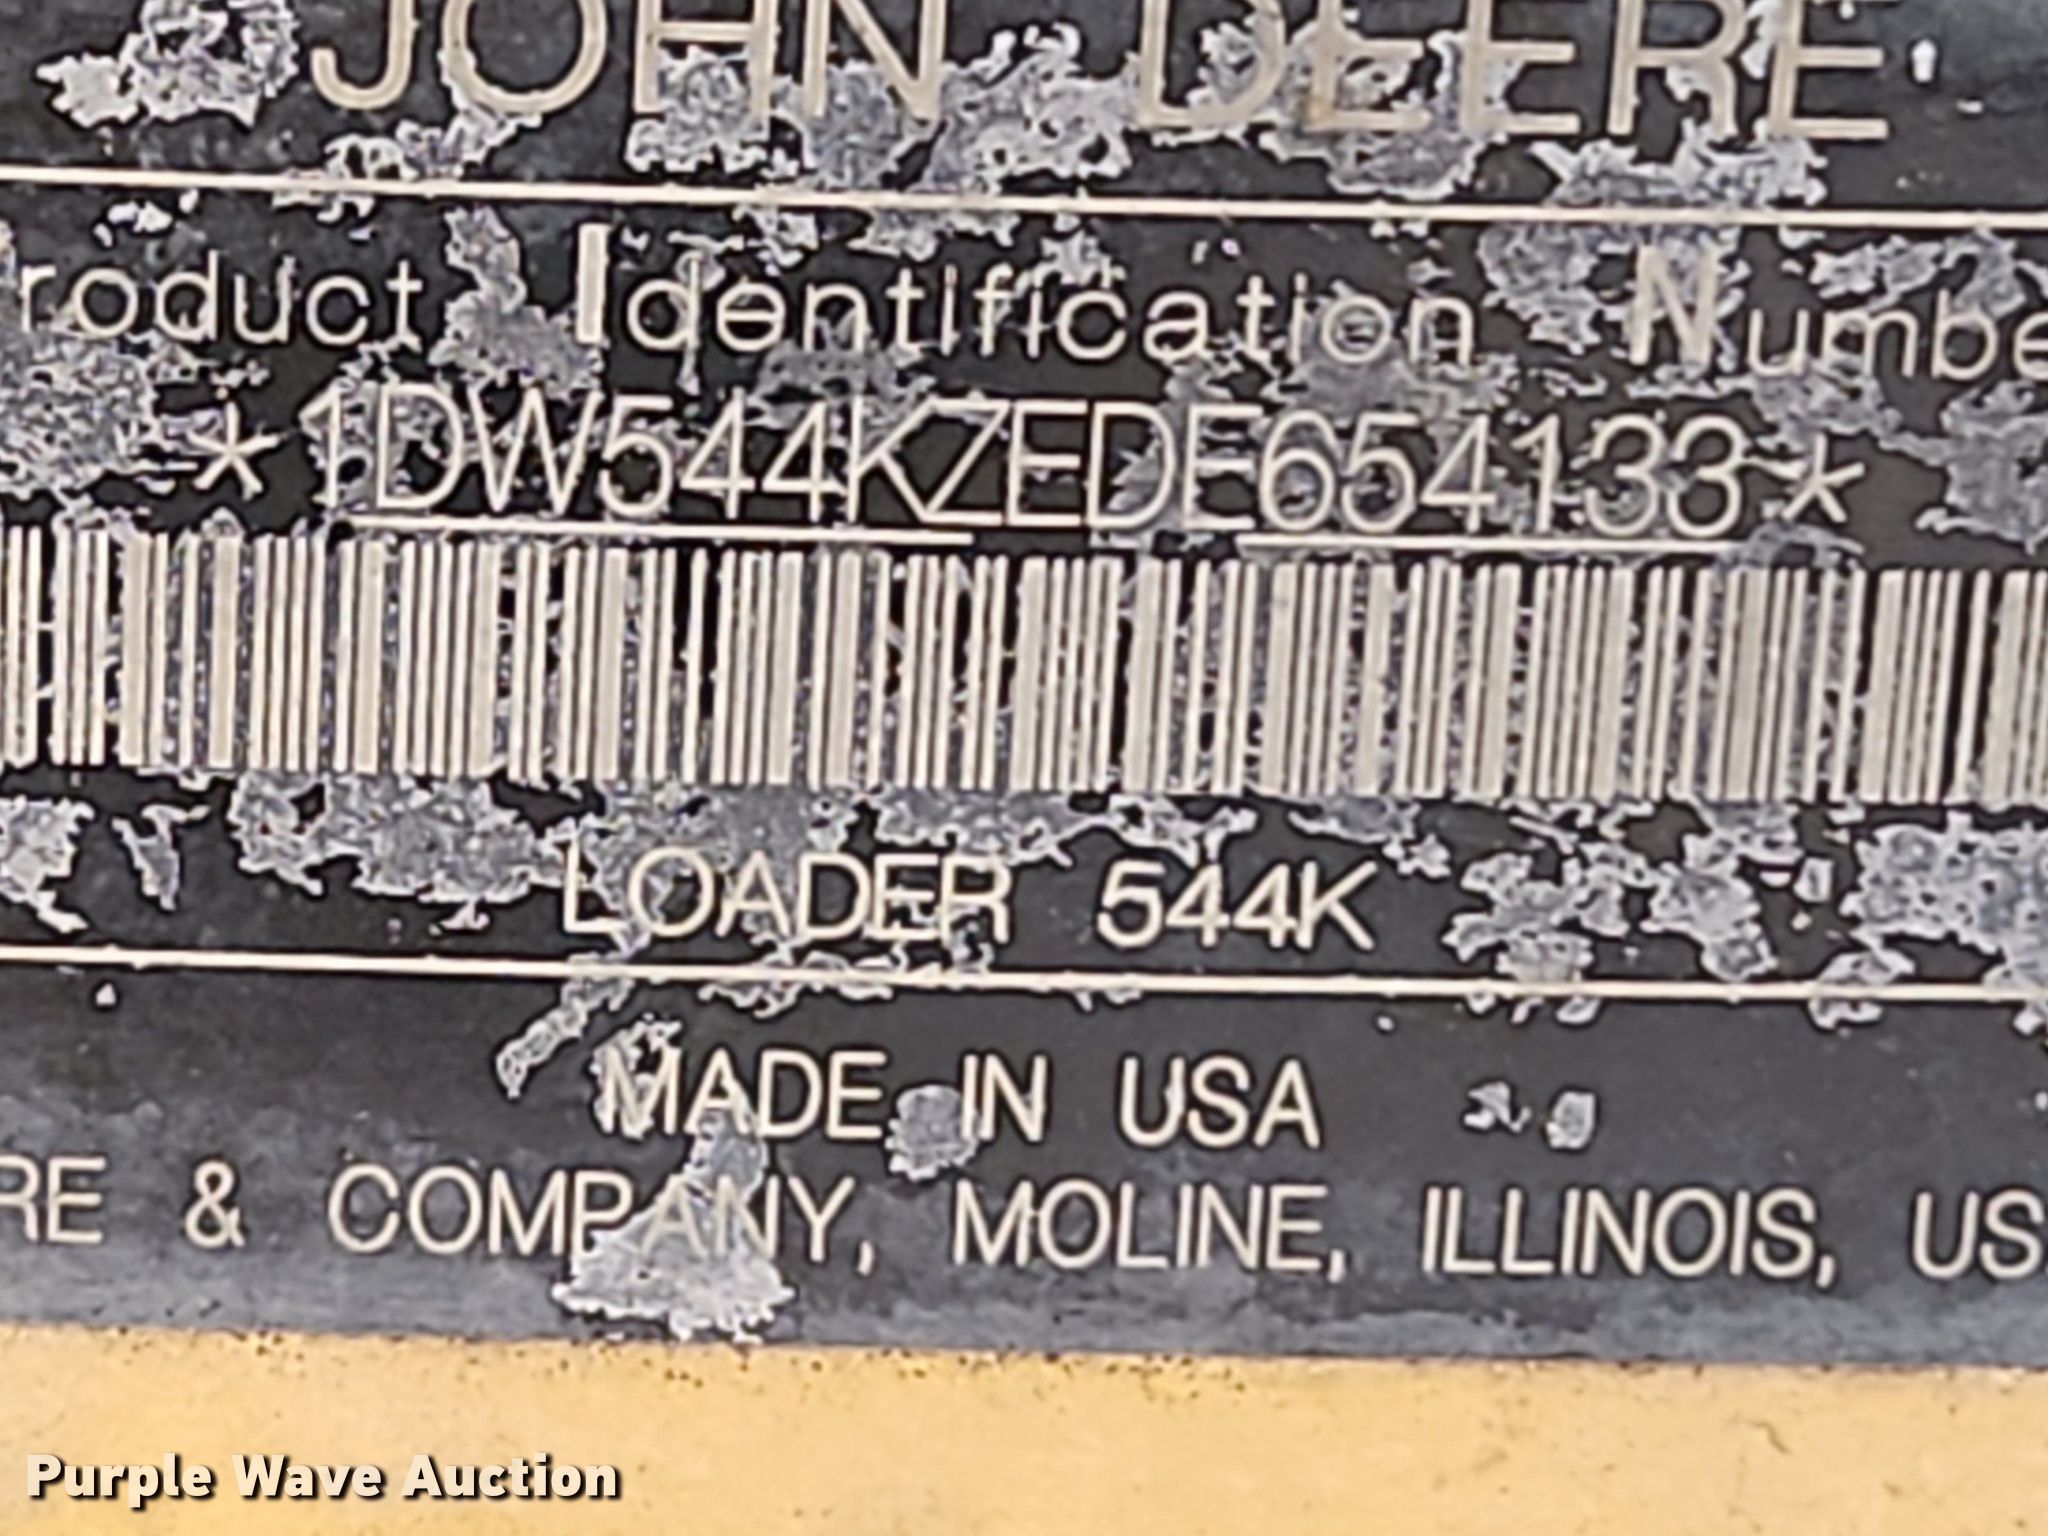 JOHN DEERE
roduct Identification Numbe
*1DW544KZEDE654133*
LOADER 544K
MADE IN USA
RE & COMPANY, MOLINE, ILLINOIS, US
Purple Wave Auction